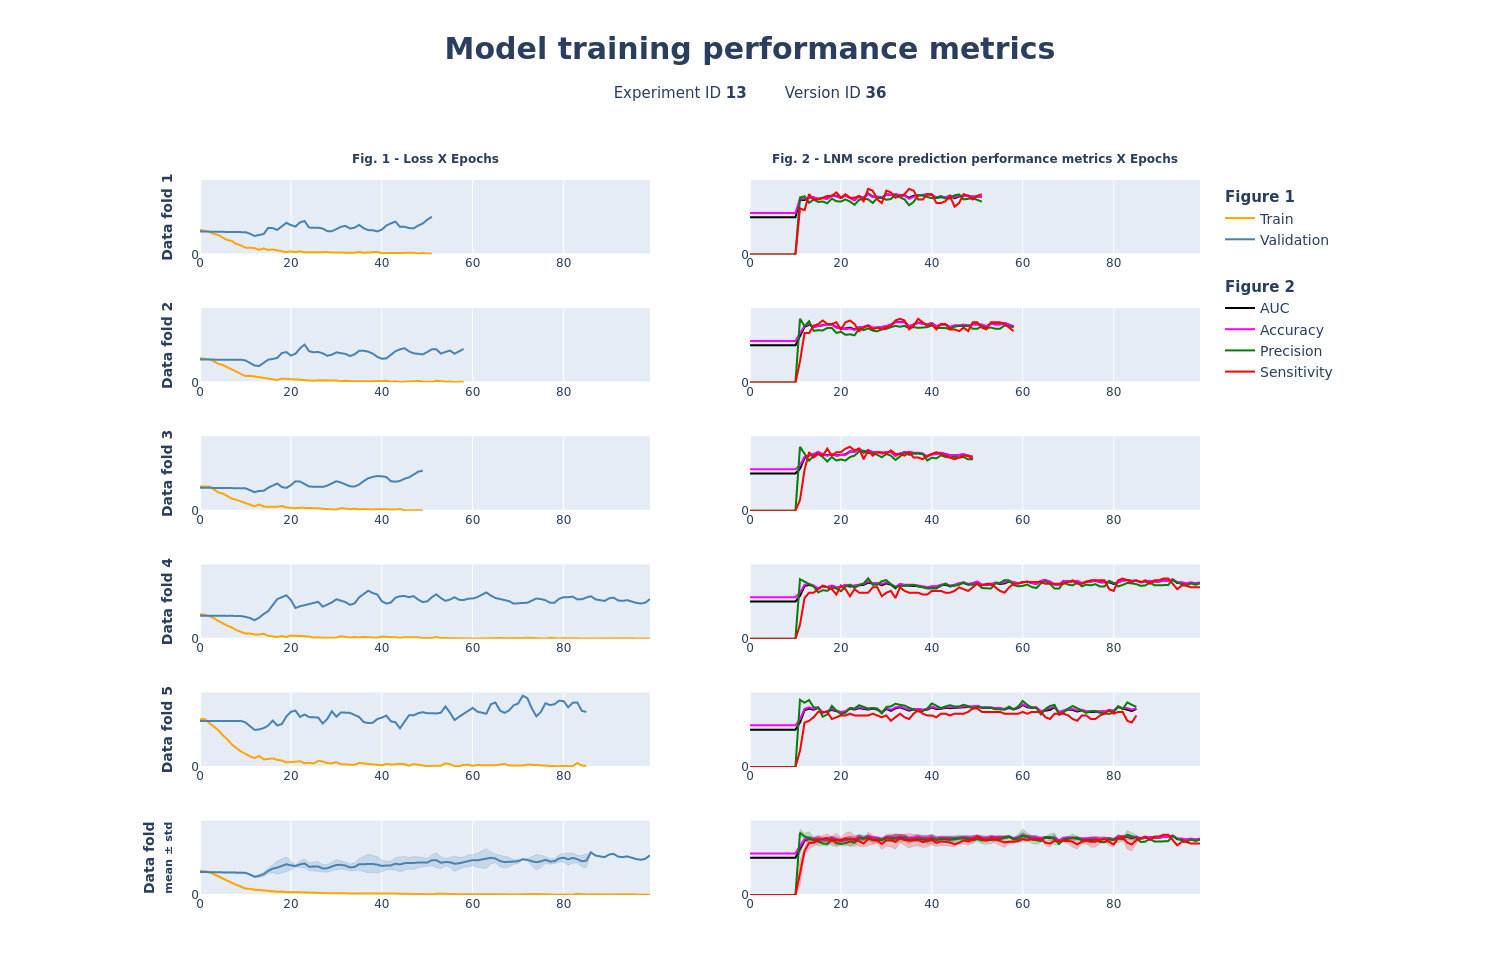 Model training performance metrics
Experiment ID 13 Version ID 36
Fig. 1 - Loss X Epochs
Fig. 2 - LNM score prediction performance metrics X Epochs
Data fold 1
0
0 20 40 60 80
0
0 20 40 60 80
Figure 1
Train
Validation
Figure 2
AUC
Accuracy
Precision
Sensitivity
Data fold 2
0
0 20 40 60 80
0
0 20 40 60 80
Data fold 3
0
0 20 40 60 80
0
0 20 40 60 80
Data fold 4
0
0 20 40 60 80
0
0 20 40 60 80
Data fold 5
0
0 20 40 60 80
0
0 20 40 60 80
Data fold
mean ± std
0
0 20 40 60 80
0
0 20 40 60 80